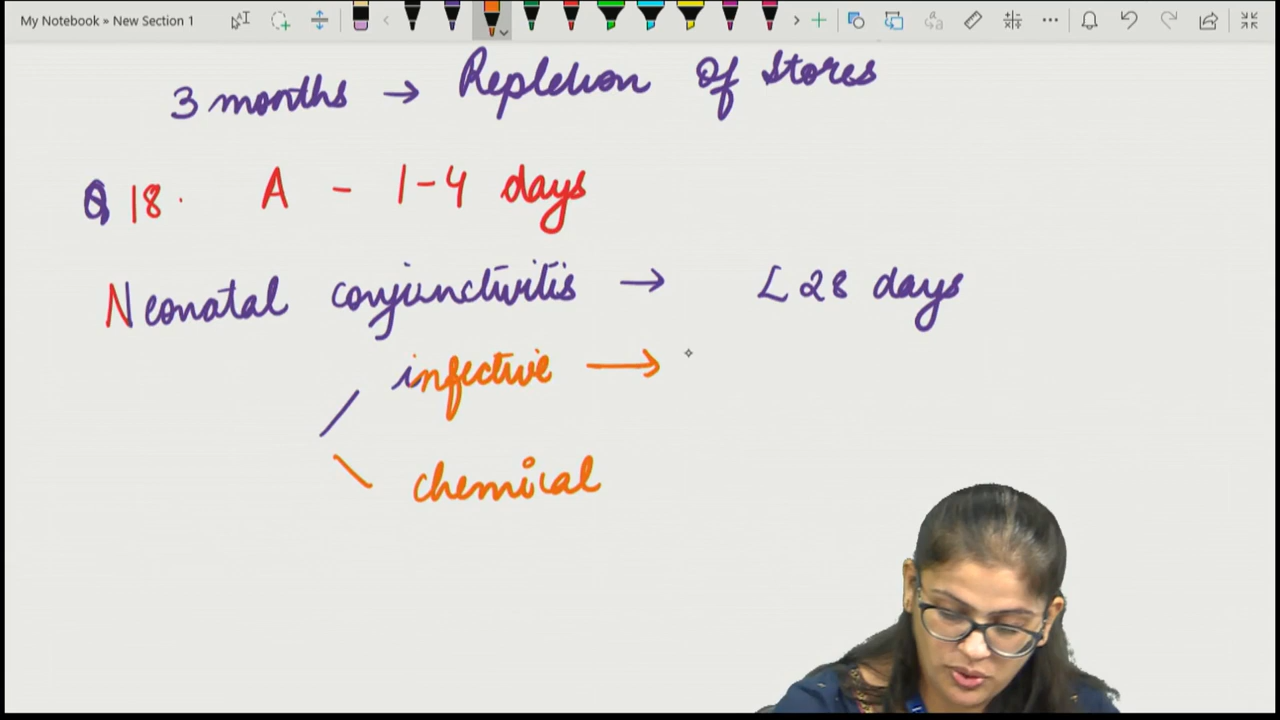 My Notebook » New Section 1
3 months → Repletion Of Stores
Q 18. A - 1-4 days
Neonatal conjunctivitis → <28 days
infective →
chemical